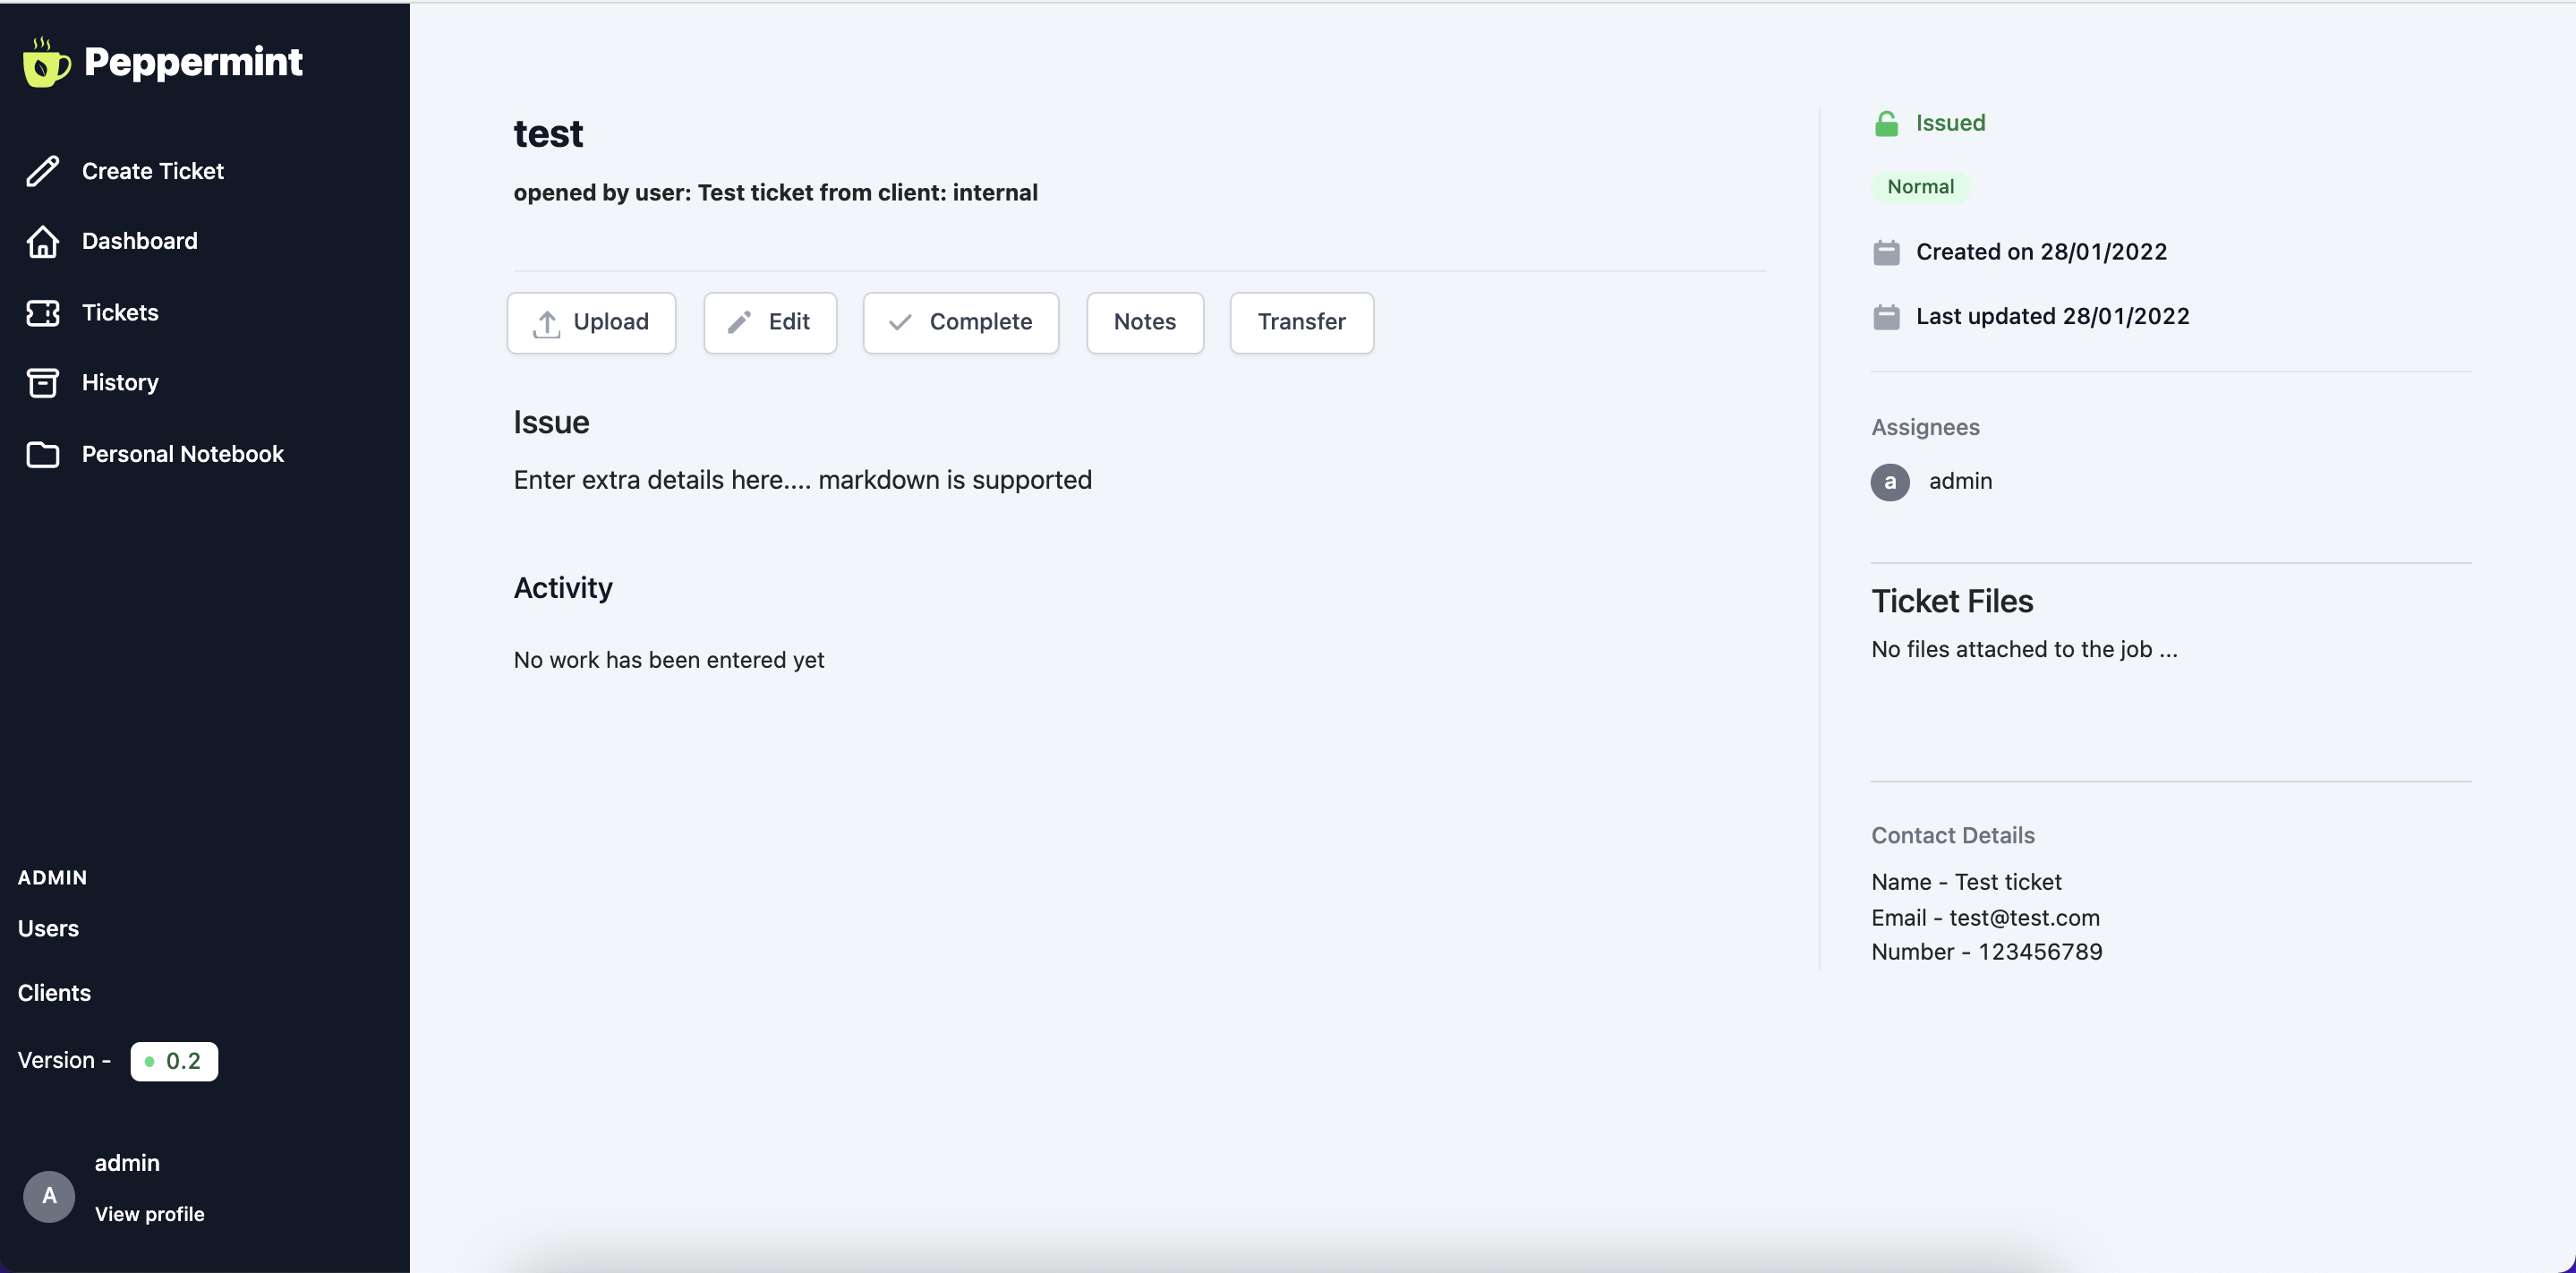 Peppermint
Create Ticket
Dashboard
Tickets
History
Personal Notebook
ADMIN
Users
Clients
Version - 0.2
A
admin
View profile
test
opened by user: Test ticket from client: internal
Upload Edit Complete Notes Transfer
Issue
Enter extra details here.... markdown is supported
Activity
No work has been entered yet
Issued
Normal
Created on 28/01/2022
Last updated 28/01/2022
Assignees
a admin
Ticket Files
No files attached to the job ...
Contact Details
Name - Test ticket
Email - test@test.com
Number - 123456789